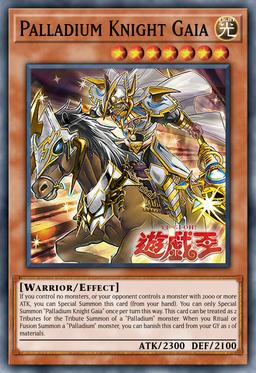 PALLADIUM KNIGHT GAIA
LIGHT
光
YU-GI-OH!
遊戯王
[WARRIOR/EFFECT]
If you control no monsters, or your opponent controls a monster with 2000 or more
ATK, you can Special Summon this card (from your hand). You can only Special
Summon "Palladium Knight Gaia" once per turn this way. This card can be treated as 2
Tributes for the Tribute Summon of a "Palladium" monster. When you Ritual or
Fusion Summon a "Palladium" monster, you can banish this card from your GY as 1 of
materials.
ATK/2300 DEF/2100